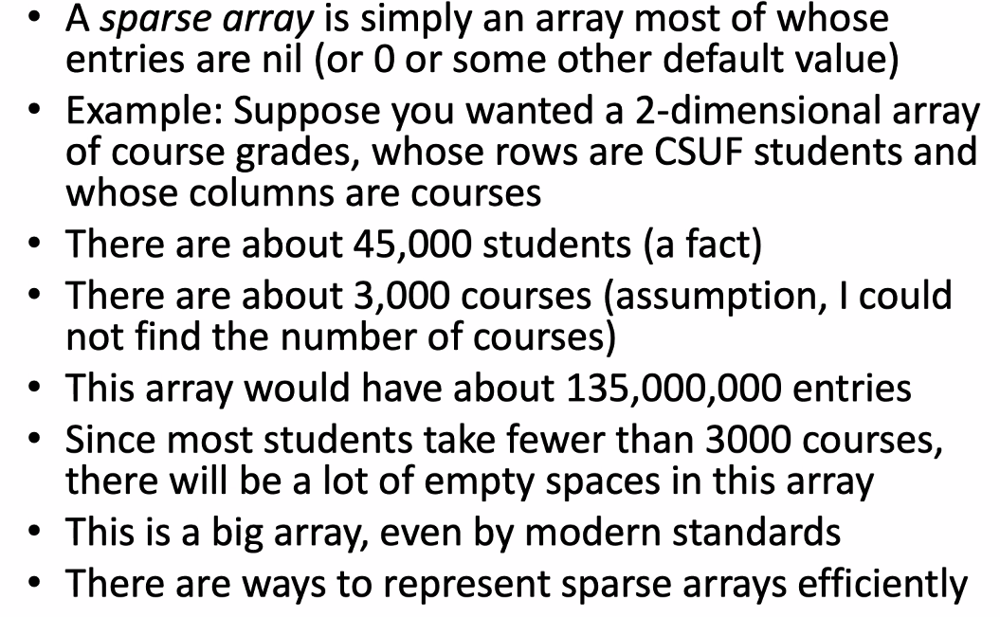 • A sparse array is simply an array most of whose
entries are nil (or 0 or some other default value)
• Example: Suppose you wanted a 2-dimensional array
of course grades, whose rows are CSUF students and
whose columns are courses
• There are about 45,000 students (a fact)
• There are about 3,000 courses (assumption, I could
not find the number of courses)
• This array would have about 135,000,000 entries
• Since most students take fewer than 3000 courses,
there will be a lot of empty spaces in this array
• This is a big array, even by modern standards
• There are ways to represent sparse arrays efficiently